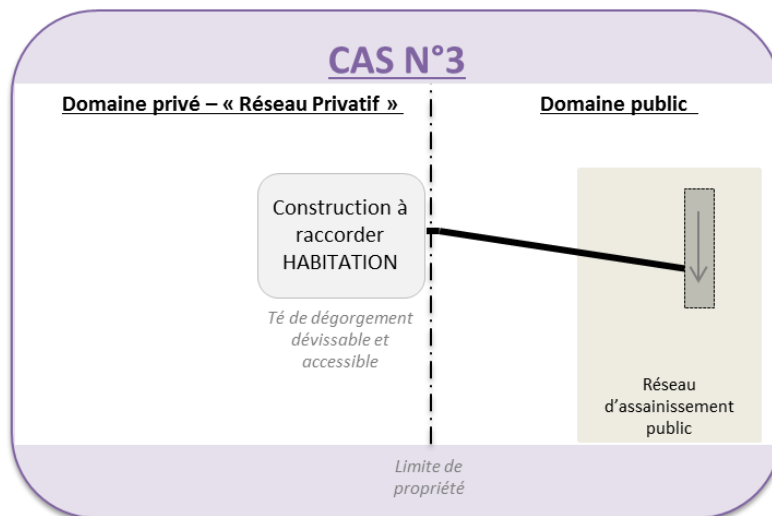 CAS N°3
Domaine privé – « Réseau Privatif »
Domaine public
Construction à
raccorder
HABITATION
Té de dégorgement
dévissable et
accessible
Réseau
d’assainissement
public
Limite de
propriété